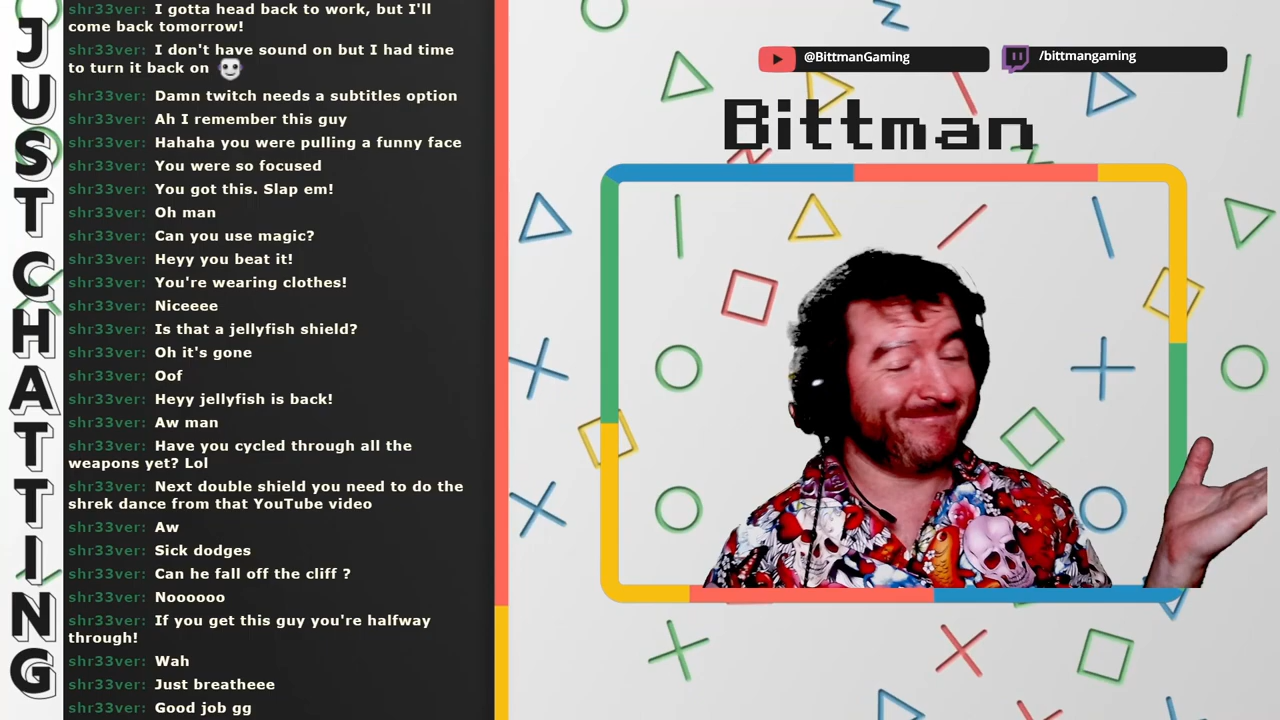 JUST CHATTING
shr33ver: I gotta head back to work, but I'll
come back tomorrow!
shr33ver: I don't have sound on but I had time
to turn it back on
shr33ver: Damn twitch needs a subtitles option
shr33ver: Ah I remember this guy
shr33ver: Hahaha you were pulling a funny face
shr33ver: You were so focused
shr33ver: You got this. Slap em!
shr33ver: Oh man
shr33ver: Can you use magic?
shr33ver: Heyy you beat it!
shr33ver: You're wearing clothes!
shr33ver: Niceeee
shr33ver: Is that a jellyfish shield?
shr33ver: Oh it's gone
shr33ver: Oof
shr33ver: Heyy jellyfish is back!
shr33ver: Aw man
shr33ver: Have you cycled through all the
weapons yet? Lol
shr33ver: Next double shield you need to do the
shrek dance from that YouTube video
shr33ver: Aw
shr33ver: Sick dodges
shr33ver: Can he fall off the cliff ?
shr33ver: Noooooo
shr33ver: If you get this guy you're halfway
through!
shr33ver: Wah
shr33ver: Just breatheee
shr33ver: Good job gg
@BittmanGaming
/bittmangaming
Bittman